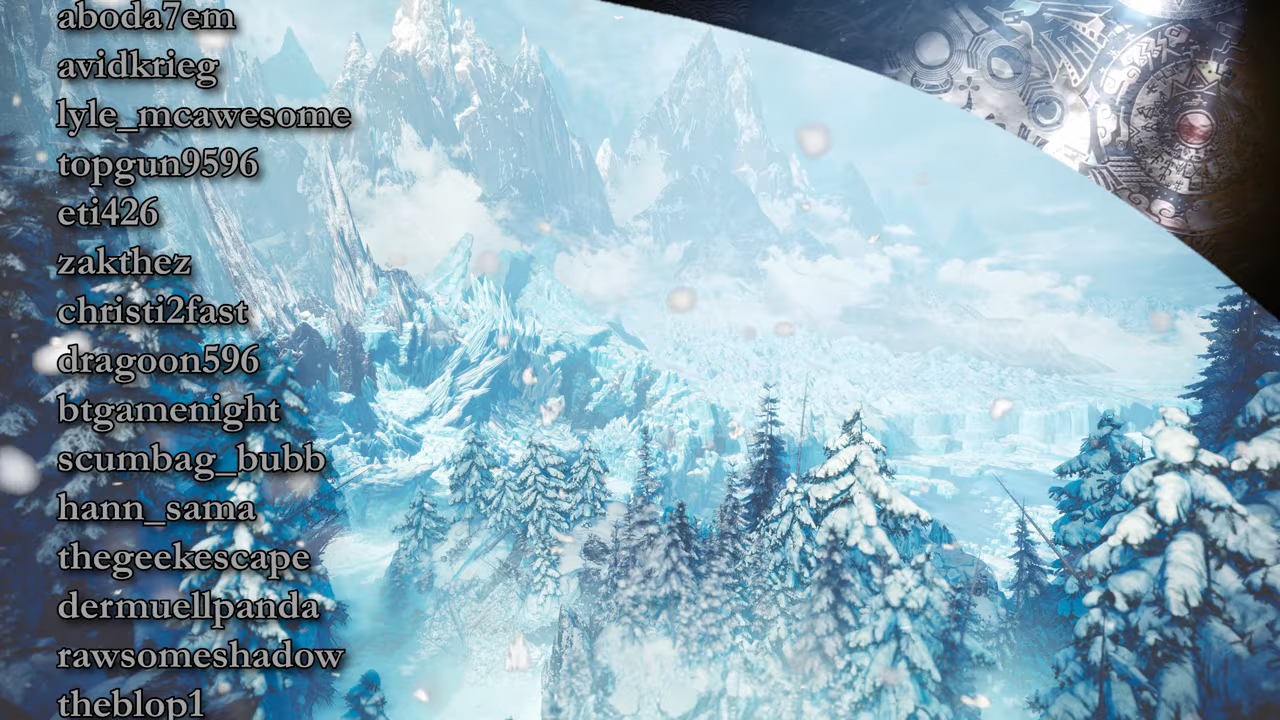 aboda7em
avidkrieg
lyle_mcawesome
topgun9596
eti426
zakthez
christi2fast
dragoon596
btgamenight
scumbag_bubb
hann_sama
thegeekescape
dermuellpanda
rawsomeshadow
theblop1